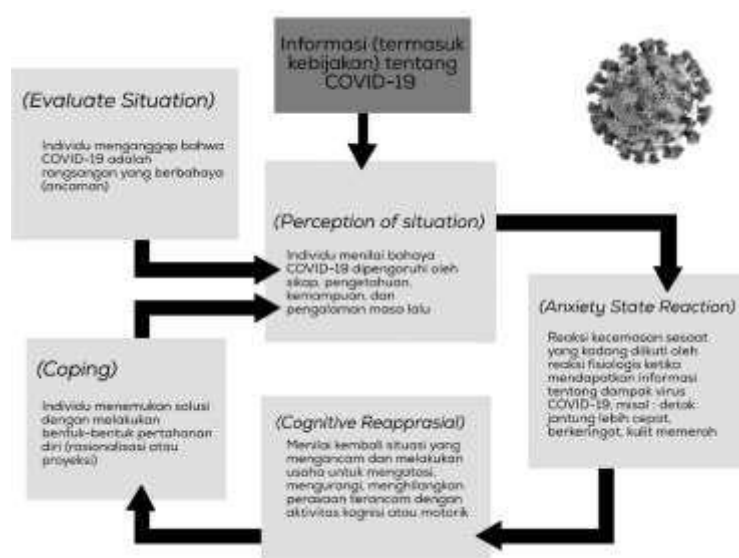 Informasi (termasuk
kebijakan) tentang
COVID-19
(Evaluate Situation)
Individu menganggap bahwa
COVID-19 adalah
rangsangan yang berbahaya
(ancaman)
(Perception of situation)
Individu menilai bahaya
COVID-19 dipengaruhi oleh
sikap, pengetahuan,
kemampuan, dan
pengalaman masa lalu
(Anxiety State Reaction)
Reaksi kecemasan sesaat
yang kadang diikuti oleh
reaksi fisiologis ketika
mendapatkan informasi
tentang dampak virus
COVID-19, misal : detak
jantung lebih cepat,
berkeringat, kulit memerah
(Cognitive Reapprasial)
Menilai kembali situasi yang
mengancam dan melakukan
usaha untuk mengatasi,
mengurangi, menghilangkan
perasaan terancam dengan
aktivitas kognisi atau motorik
(Coping)
Individu menemukan solusi
dengan melakukan
bentuk-bentuk pertahanan
diri (rasionalisasi atau
proyeksi)